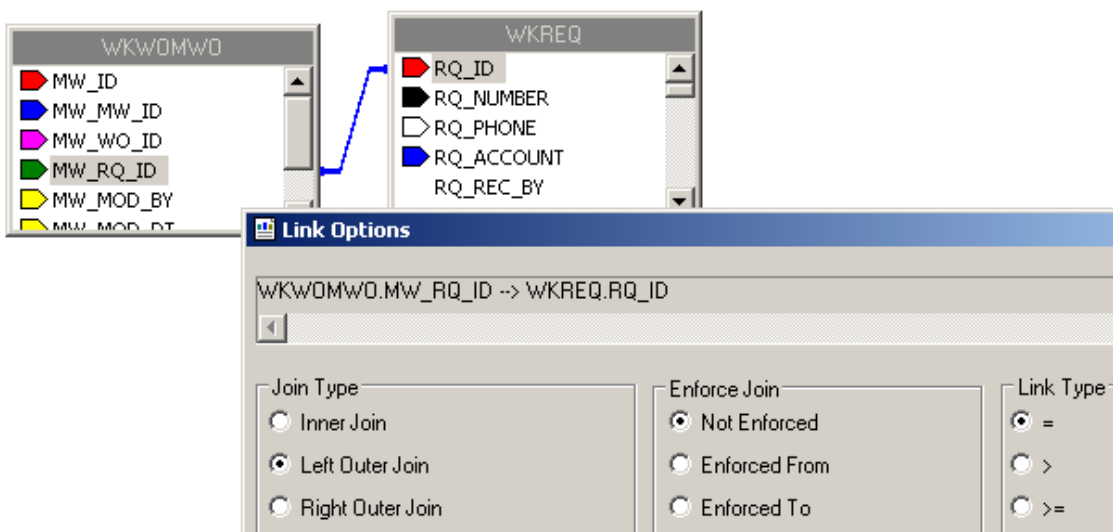 WKWOMWO
MW_ID
MW_MW_ID
MW_WO_ID
MW_RQ_ID
MW_MOD_BY
MW_MOD_DT
WKREQ
RQ_ID
RQ_NUMBER
RQ_PHONE
RQ_ACCOUNT
RQ_REC_BY
Link Options
WKWOMWO.MW_RQ_ID --> WKREQ.RQ_ID
Join Type
Inner Join
Left Outer Join
Right Outer Join
Enforce Join
Not Enforced
Enforced From
Enforced To
Link Type
=
>
>=